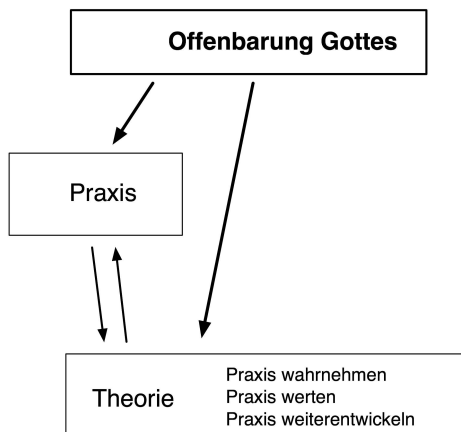 Offenbarung Gottes
Praxis
Theorie
Praxis wahrnehmen
Praxis werten
Praxis weiterentwickeln